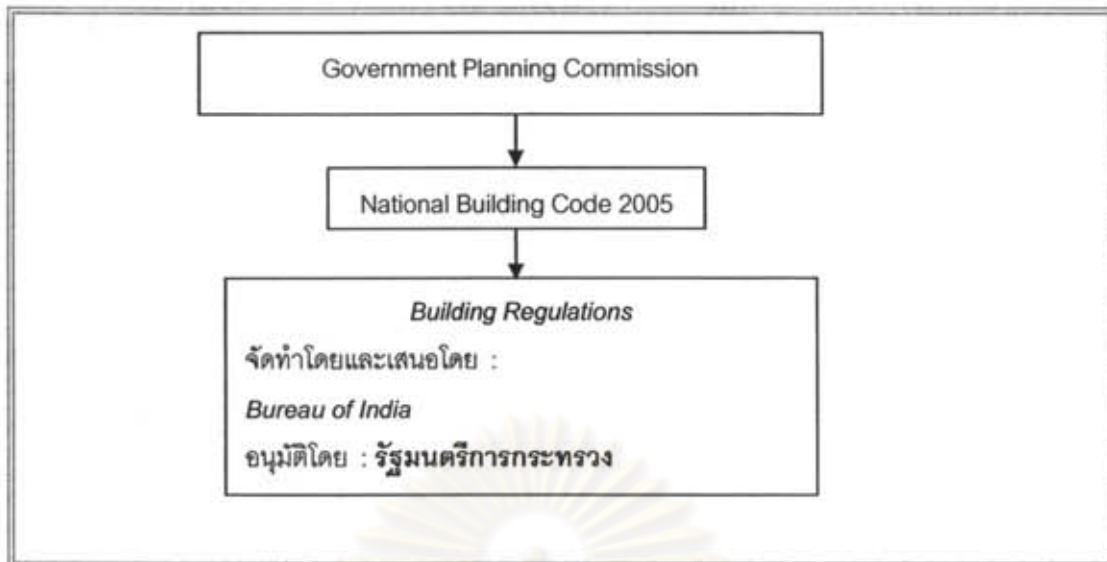 Government Planning Commission
National Building Code 2005
Building Regulations
จัดทำโดยและเสนอโดย :
Bureau of India
อนุมัติโดย : รัฐมนตรีการกระทรวง